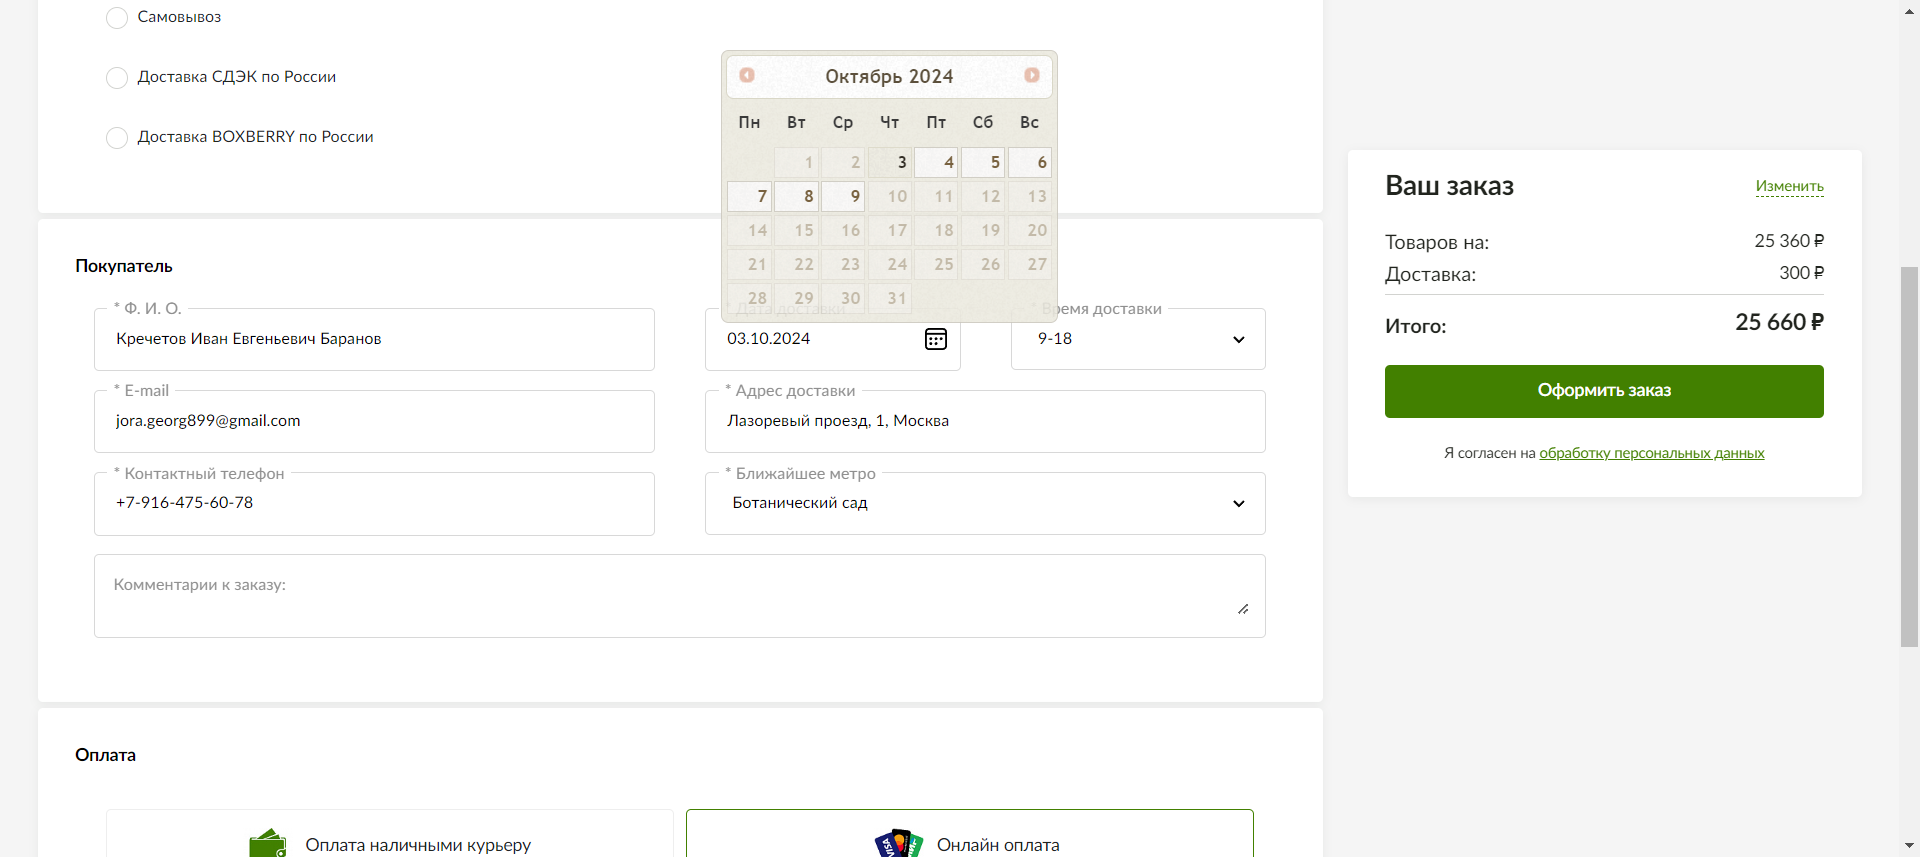 Самовывоз
Доставка СДЭК по России
Доставка BOXBERRY по России
Октябрь 2024
Пн Вт Ср Чт Пт Сб Вс
1 2 3 4 5 6
7 8 9 10 11 12 13
14 15 16 17 18 19 20
21 22 23 24 25 26 27
28 29 30 31
Покупатель
* Ф. И. О.
Кречетов Иван Евгеньевич Баранов
* E-mail
jora.georg899@gmail.com
* Контактный телефон
+7-916-475-60-78
* Дата доставки
03.10.2024
* Время доставки
9-18
* Адрес доставки
Лазоревый проезд, 1, Москва
* Ближайшее метро
Ботанический сад
Комментарии к заказу:
Оплата
Оплата наличными курьеру
VISA
Онлайн оплата
Ваш заказ
Изменить
Товаров на: 25 360 ₽
Доставка: 300 ₽
Итого: 25 660 ₽
Оформить заказ
Я согласен на обработку персональных данных